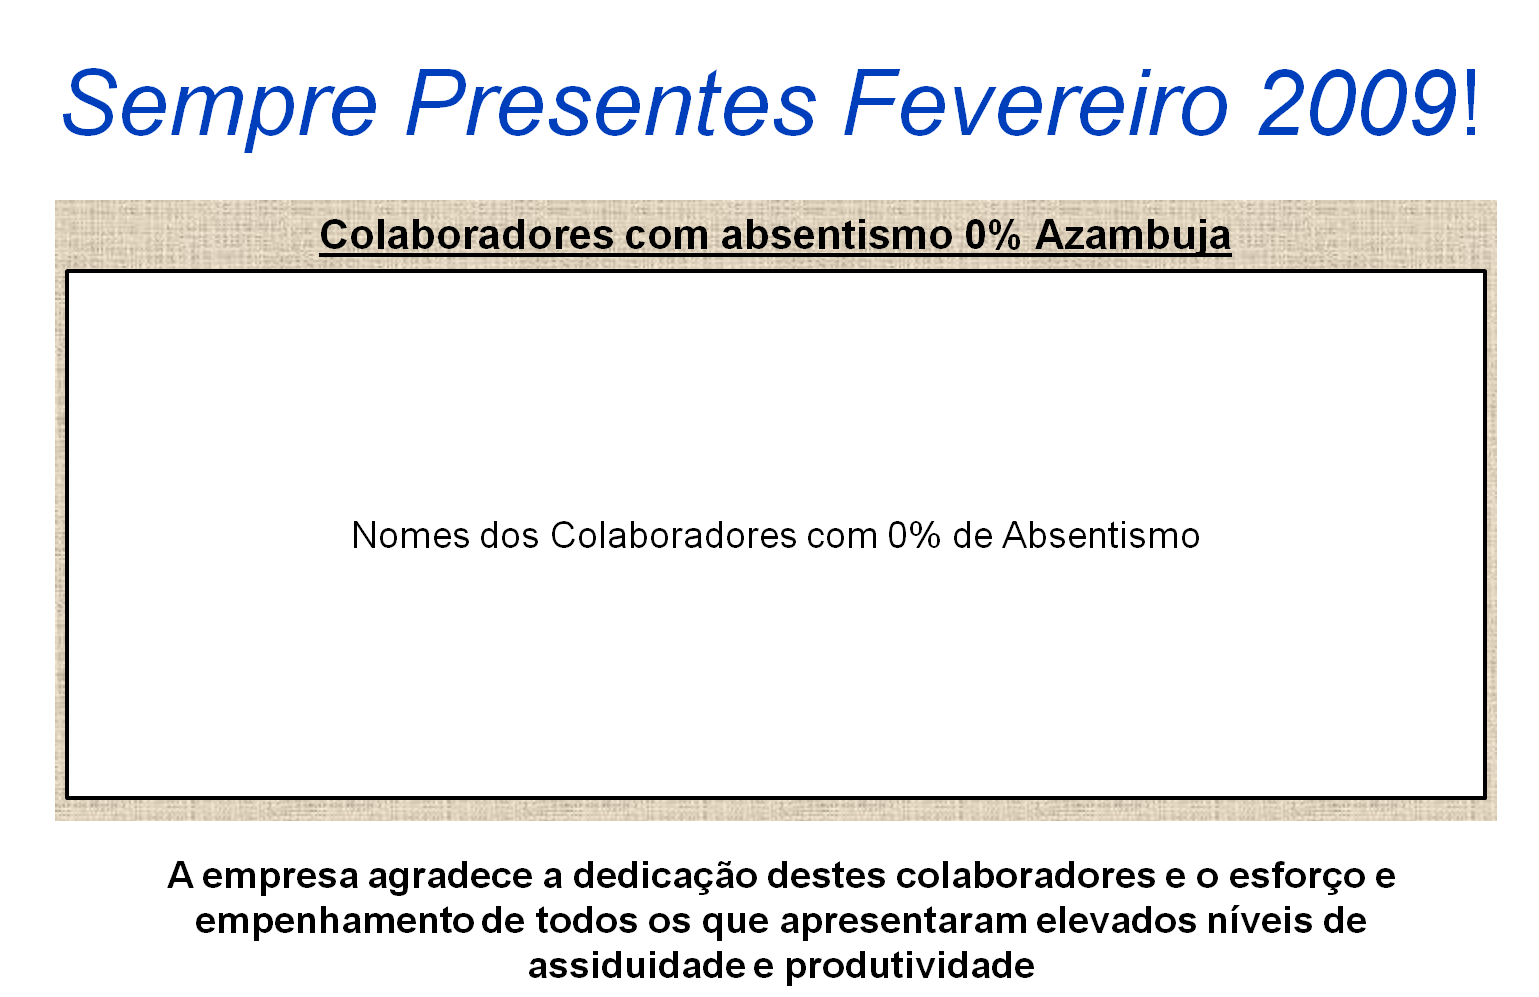 Sempre Presentes Fevereiro 2009!
Colaboradores com absentismo 0% Azambuja
Nomes dos Colaboradores com 0% de Absentismo
A empresa agradece a dedicação destes colaboradores e o esforço e
empenhamento de todos os que apresentaram elevados níveis de
assiduidade e produtividade